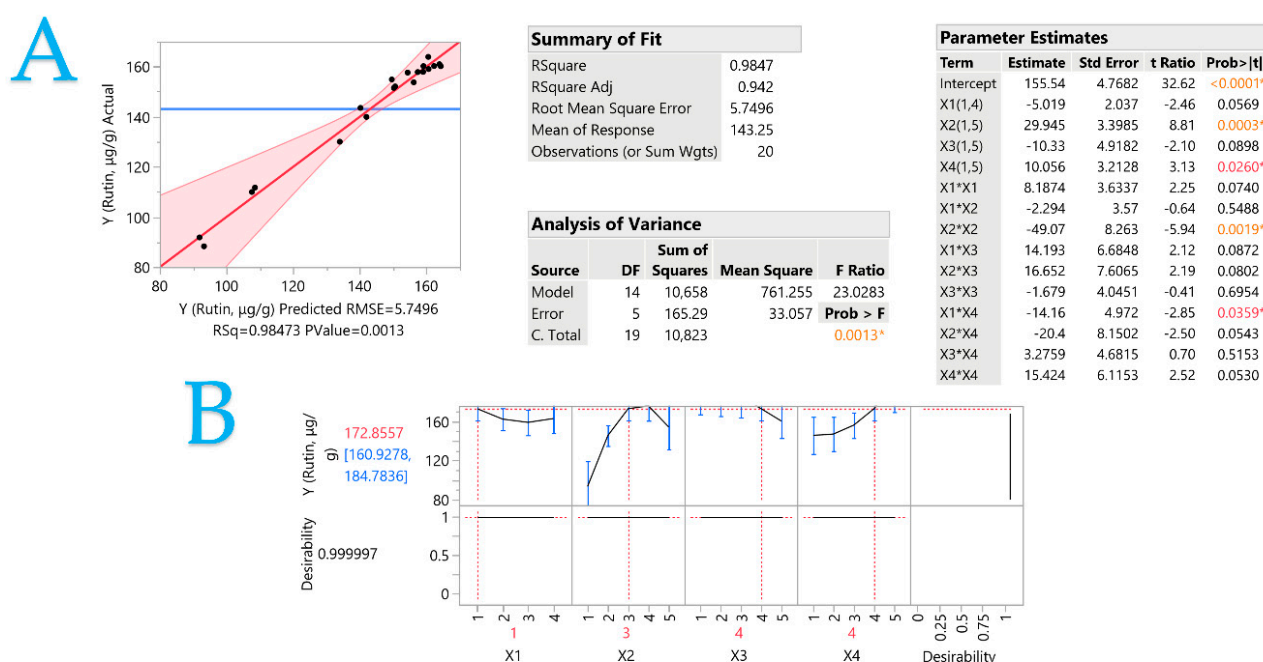 A
Y (Rutin, µg/g) Actual
160
140
120
100
80
80 100 120 140 160
Y (Rutin, µg/g) Predicted RMSE=5.7496
RSq=0.98473 PValue=0.0013
Summary of Fit
RSquare 0.9847
RSquare Adj 0.942
Root Mean Square Error 5.7496
Mean of Response 143.25
Observations (or Sum Wgts) 20
Analysis of Variance
Sum of
Source DF Squares Mean Square F Ratio
Model 14 10,658 761.255 23.0283
Error 5 165.29 33.057 Prob > F
C. Total 19 10,823 0.0013*
Parameter Estimates
Term Estimate Std Error t Ratio Prob>|t|
Intercept 155.54 4.7682 32.62 <0.0001*
X1(1,4) -5.019 2.037 -2.46 0.0569
X2(1,5) 29.945 3.3985 8.81 0.0003*
X3(1,5) -10.33 4.9182 -2.10 0.0898
X4(1,5) 10.056 3.2128 3.13 0.0260*
X1*X1 8.1874 3.6337 2.25 0.0740
X1*X2 -2.294 3.57 -0.64 0.5488
X2*X2 -49.07 8.263 -5.94 0.0019*
X1*X3 14.193 6.6848 2.12 0.0872
X2*X3 16.652 7.6065 2.19 0.0802
X3*X3 -1.679 4.0451 -0.41 0.6954
X1*X4 -14.16 4.972 -2.85 0.0359*
X2*X4 -20.4 8.1502 -2.50 0.0543
X3*X4 3.2759 4.6815 0.70 0.5153
X4*X4 15.424 6.1153 2.52 0.0530
B
Y (Rutin, µg/
g)
172.8557
[160.9278,
184.7836]
160
120
80
Desirability
0.999997
1
0.5
0
1 2 3 4 1 2 3 4 5 1 2 3 4 5 1 2 3 4 5 0 0.25 0.5 0.75 1
1 3 4 4
X1 X2 X3 X4 Desirability